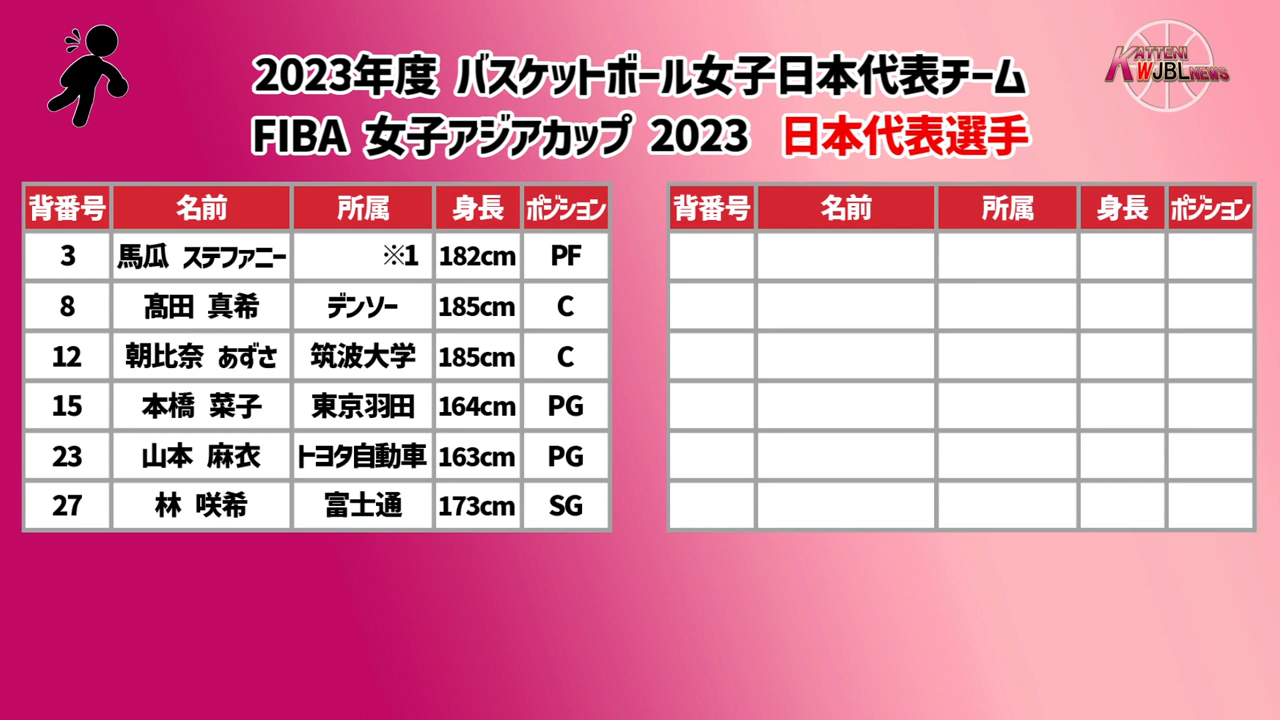 2023年度 バスケットボール女子日本代表チーム
FIBA 女子アジアカップ 2023 日本代表選手
KATTENI
WJBL NEWS
背番号 名前 所属 身長 ポジション
3 馬瓜 ステファニー ※1 182cm PF
8 髙田 真希 デンソー 185cm C
12 朝比奈 あずさ 筑波大学 185cm C
15 本橋 菜子 東京羽田 164cm PG
23 山本 麻衣 トヨタ自動車 163cm PG
27 林 咲希 富士通 173cm SG
背番号 名前 所属 身長 ポジション